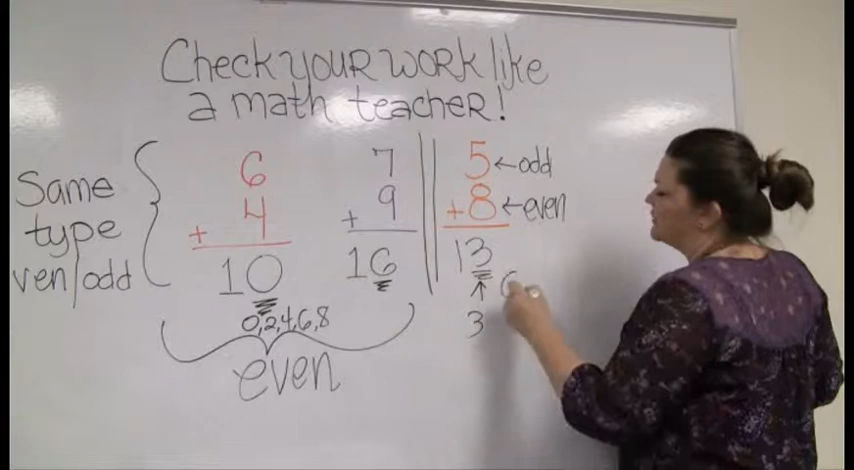 Check your work like
a math teacher!
Same
type
ven/odd
6
+ 4
10
0,2,4,6,8
7
+ 9
16
even
5 ←odd
+8 ←even
13
↑
3